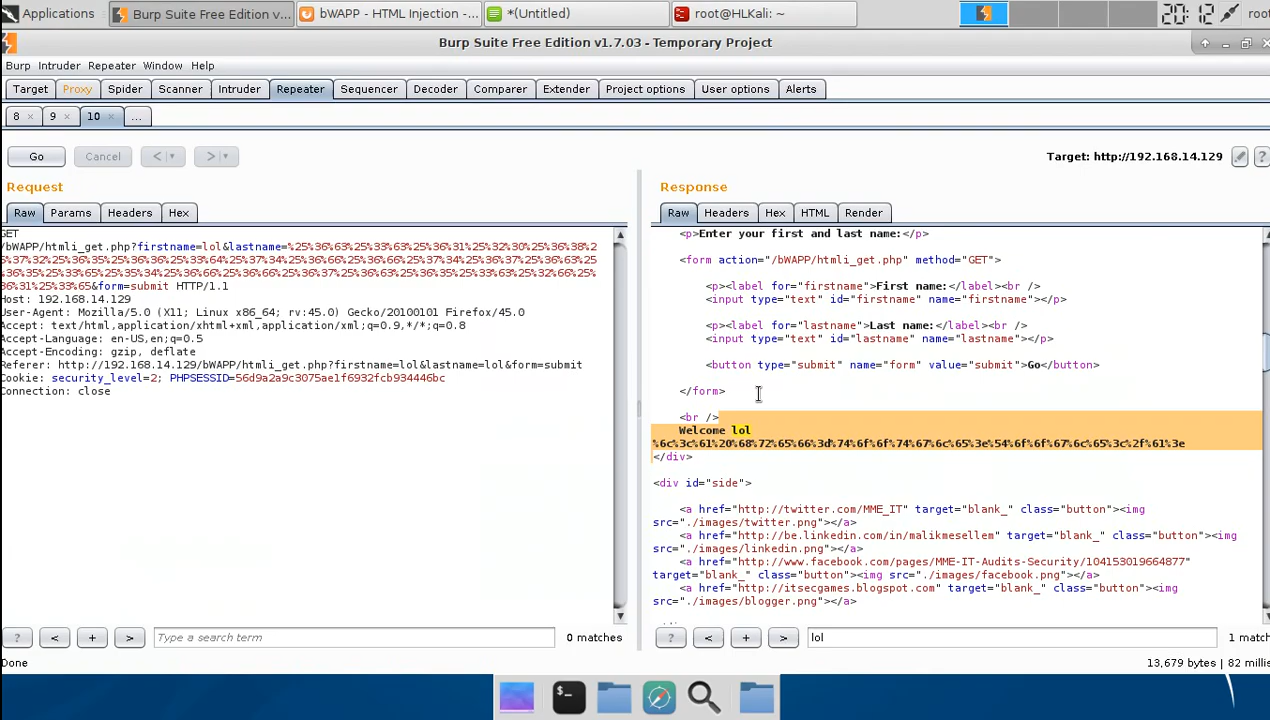 Applications
Burp Suite Free Edition v...
bWAPP - HTML Injection -...
*(Untitled)
root@HLKali: ~
20:12
root
Burp Suite Free Edition v1.7.03 - Temporary Project
Burp Intruder Repeater Window Help
Target Proxy Spider Scanner Intruder Repeater Sequencer Decoder Comparer Extender Project options User options Alerts
8 × 9 × 10 × ...
Go Cancel < > Target: http://192.168.14.129 ?
Request
Raw Params Headers Hex
GET
/bWAPP/htmli_get.php?firstname=lol&lastname=%25%36%63%25%33%63%25%36%31%25%32%30%25%36%38%2
5%37%32%25%36%35%25%36%36%25%33%64%25%37%34%25%36%66%25%36%66%25%37%34%25%36%37%25%36%63%25
%36%35%25%33%65%25%35%34%25%36%66%25%36%66%25%36%37%25%36%63%25%36%35%25%33%63%25%32%66%25%
36%31%25%33%65&form=submit HTTP/1.1
Host: 192.168.14.129
User-Agent: Mozilla/5.0 (X11; Linux x86_64; rv:45.0) Gecko/20100101 Firefox/45.0
Accept: text/html,application/xhtml+xml,application/xml;q=0.9,*/*;q=0.8
Accept-Language: en-US,en;q=0.5
Accept-Encoding: gzip, deflate
Referer: http://192.168.14.129/bWAPP/htmli_get.php?firstname=lol&lastname=lol&form=submit
Cookie: security_level=2; PHPSESSID=56d9a2a9c3075ae1f6932fcb934446bc
Connection: close
? < + > Type a search term 0 matches
Response
Raw Headers Hex HTML Render
<p>Enter your first and last name:</p>
<form action="/bWAPP/htmli_get.php" method="GET">
<p><label for="firstname">First name:</label><br />
<input type="text" id="firstname" name="firstname"></p>
<p><label for="lastname">Last name:</label><br />
<input type="text" id="lastname" name="lastname"></p>
<button type="submit" name="form" value="submit">Go</button>
</form>
<br />
Welcome lol
%6c%3c%61%20%68%72%65%66%3d%74%6f%6f%74%67%6c%65%3e%54%6f%6f%67%6c%65%3c%2f%61%3e
</div>
<div id="side">
<a href="http://twitter.com/MME_IT" target="blank_" class="button"><img
src="./images/twitter.png"></a>
<a href="http://be.linkedin.com/in/malikmesellem" target="blank_" class="button"><img
src="./images/linkedin.png"></a>
<a href="http://www.facebook.com/pages/MME-IT-Audits-Security/104153019664877"
target="blank_" class="button"><img src="./images/facebook.png"></a>
<a href="http://itsecgames.blogspot.com" target="blank_" class="button"><img
src="./images/blogger.png"></a>
? < + > lol 1 match
Done
13,679 bytes | 82 millis